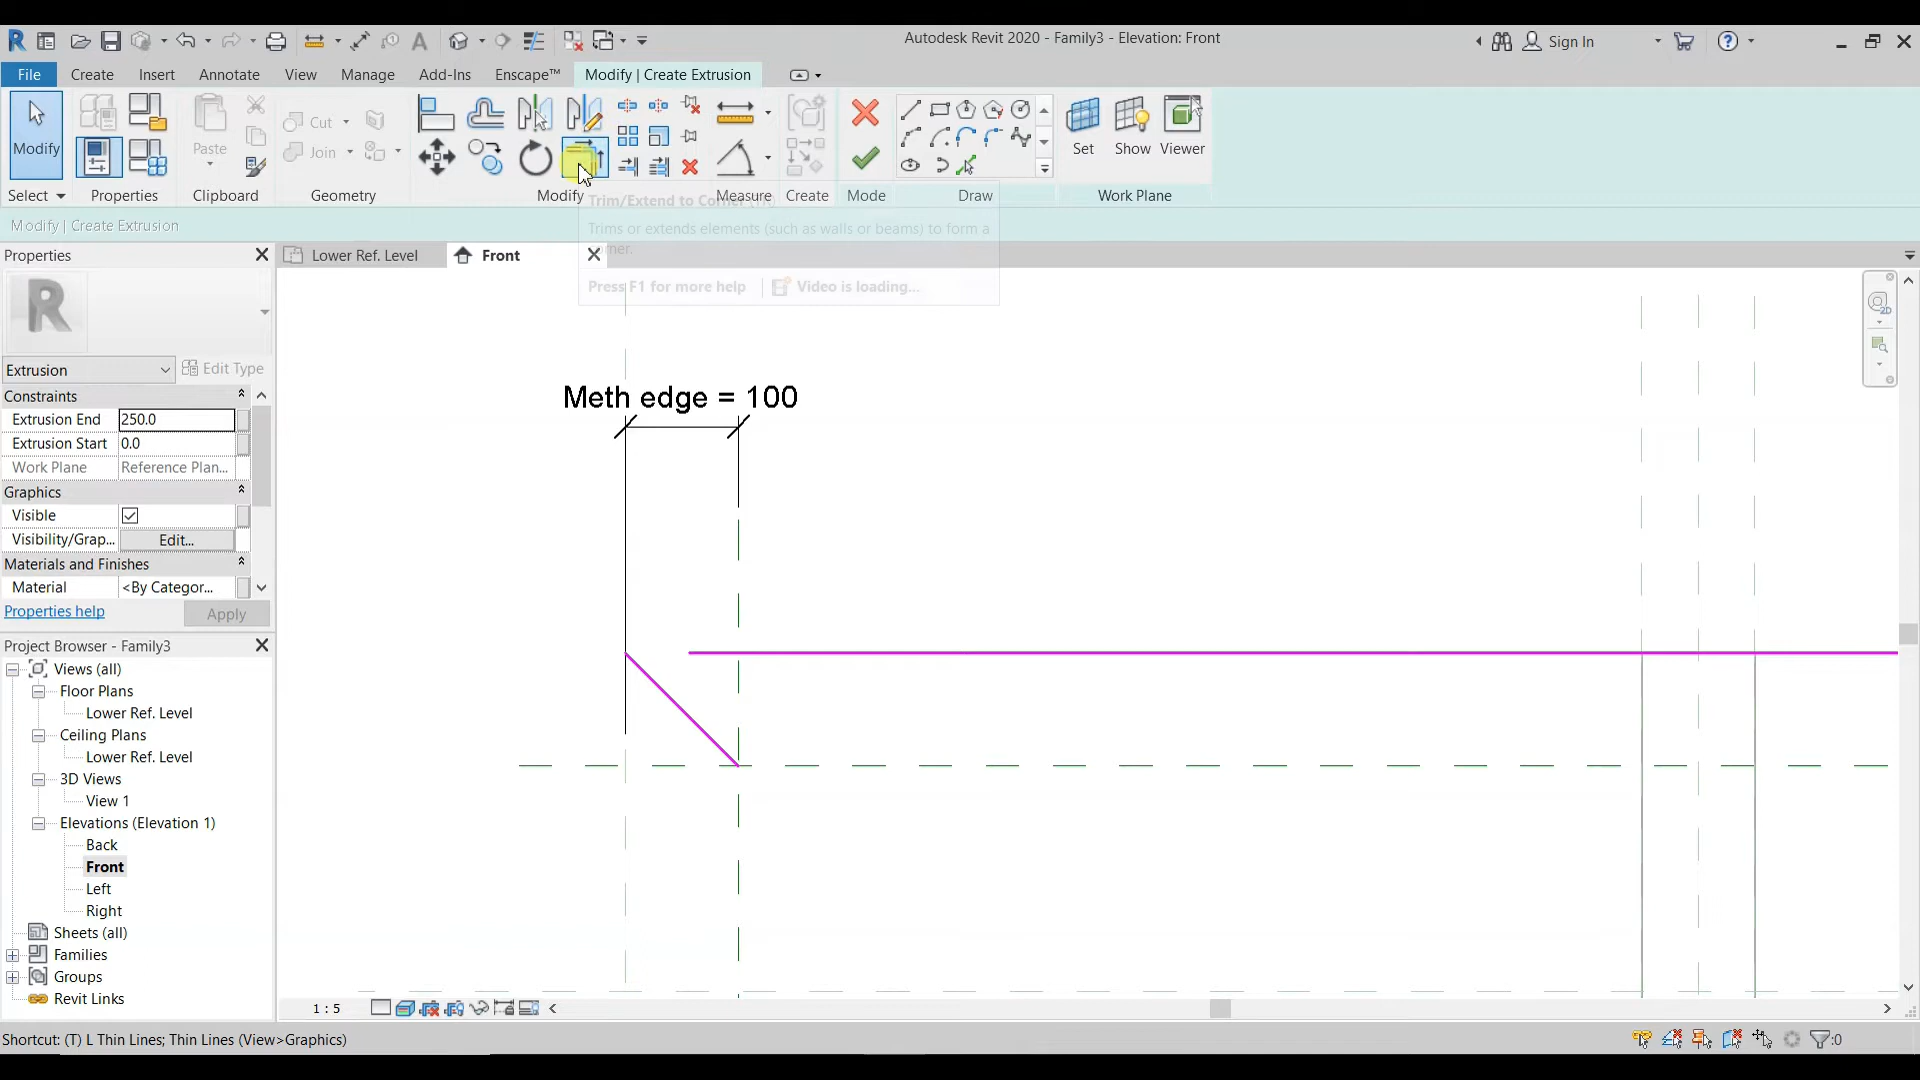 Autodesk Revit 2020 - Family3 - Elevation: Front
Sign In
File
Create
Insert
Annotate
View
Manage
Add-Ins
Enscape™
Modify | Create Extrusion
Modify
Paste
Cut
Join
Set
Show
Viewer
Select
Properties
Clipboard
Geometry
Modify
Measure
Create
Mode
Draw
Work Plane
Modify | Create Extrusion
Trims or extends elements (such as walls or beams) to form a
Press F1 for more help
Video is loading...
Properties
Lower Ref. Level
Front
Extrusion
Edit Type
Constraints
Extrusion End
250.0
Extrusion Start
0.0
Work Plane
Reference Plan...
Graphics
Visible
Visibility/Grap...
Edit...
Materials and Finishes
Material
<By Categor...
Properties help
Apply
Meth edge = 100
Project Browser - Family3
Views (all)
Floor Plans
Lower Ref. Level
Ceiling Plans
Lower Ref. Level
3D Views
View 1
Elevations (Elevation 1)
Back
Front
Left
Right
Sheets (all)
Families
Groups
Revit Links
1 : 5
2D
Shortcut: (T) L Thin Lines; Thin Lines (View>Graphics)
:0